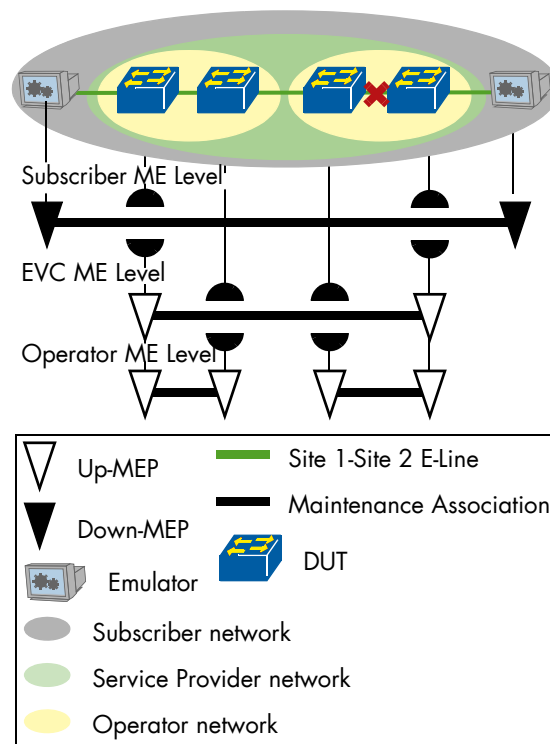 Subscriber ME Level
EVC ME Level
Operator ME Level
Up-MEP
Site 1-Site 2 E-Line
Maintenance Association
Down-MEP
DUT
Emulator
Subscriber network
Service Provider network
Operator network